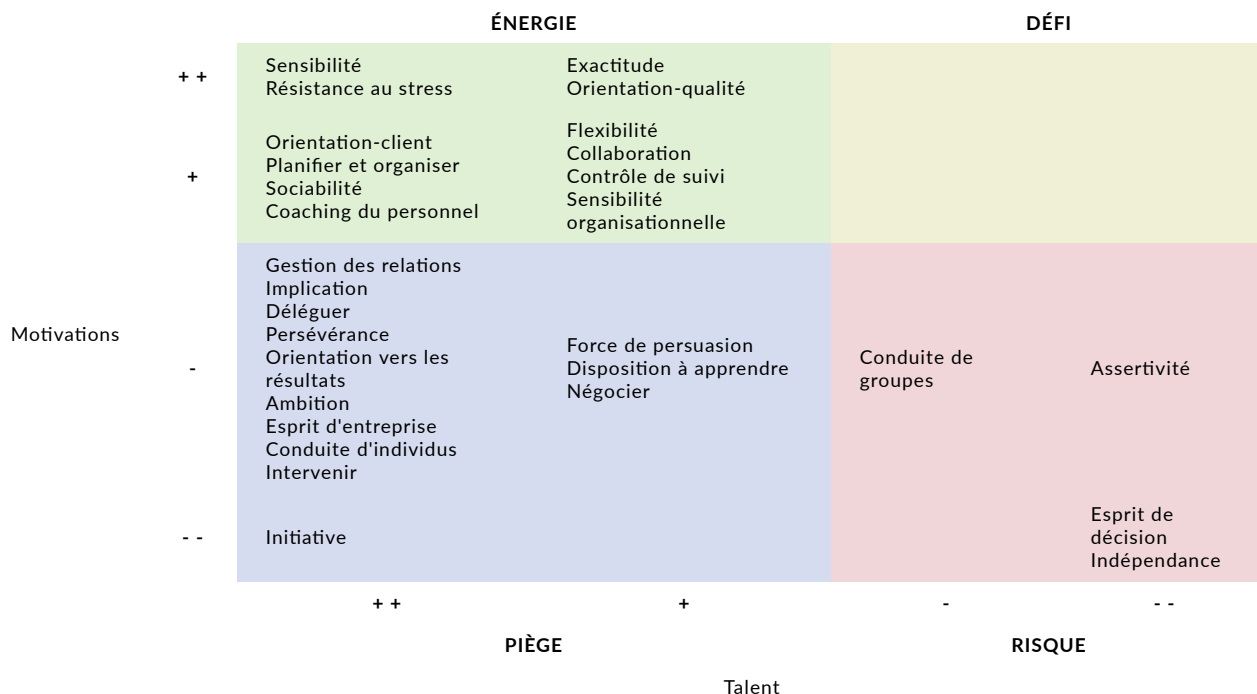 ÉNERGIE
DÉFI
+ +
Sensibilité
Résistance au stress
Exactitude
Orientation-qualité
+
Orientation-client
Planifier et organiser
Sociabilité
Coaching du personnel
Flexibilité
Collaboration
Contrôle de suivi
Sensibilité
organisationnelle
Motivations
-
Gestion des relations
Implication
Déléguer
Persévérance
Orientation vers les
résultats
Ambition
Esprit d'entreprise
Conduite d'individus
Intervenir
Force de persuasion
Disposition à apprendre
Négocier
Conduite de
groupes
Assertivité
- -
Initiative
Esprit de
décision
Indépendance
+ +
+
-
- -
PIÈGE
RISQUE
Talent